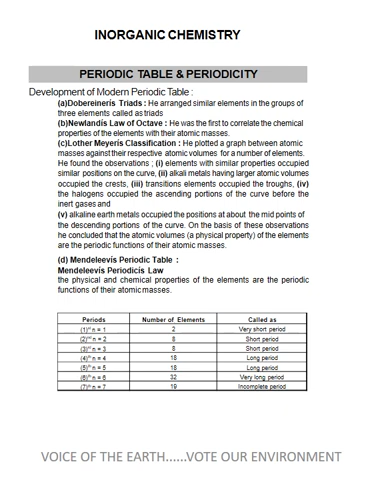 INORGANIC CHEMISTRY
PERIODIC TABLE & PERIODICITY
Development of Modern Periodic Table :
(a)Dobereinerís Triads : He arranged similar elements in the groups of
three elements called as triads
(b)Newlandís Law of Octave : He was the first to correlate the chemical
properties of the elements with their atomic masses.
(c)Lother Meyerís Classification : He plotted a graph between atomic
masses against their respective atomic volumes for a number of elements.
He found the observations ; (i) elements with similar properties occupied
similar positions on the curve, (ii) alkali metals having larger atomic volumes
occupied the crests, (iii) transitions elements occupied the troughs, (iv)
the halogens occupied the ascending portions of the curve before the
inert gases and
(v) alkaline earth metals occupied the positions at about the mid points of
the descending portions of the curve. On the basis of these observations
he concluded that the atomic volumes (a physical property) of the elements
are the periodic functions of their atomic masses.
(d) Mendeleevís Periodic Table :
Mendeleevís Periodicís Law
the physical and chemical properties of the elements are the periodic
functions of their atomic masses.
Periods Number of Elements Called as
(1)st n = 1 2 Very short period
(2)nd n = 2 8 Short period
(3)rd n = 3 8 Short period
(4)th n = 4 18 Long period
(5)th n = 5 18 Long period
(6)th n = 6 32 Very long period
(7)th n = 7 19 Incomplete period
VOICE OF THE EARTH......VOTE OUR ENVIRONMENT